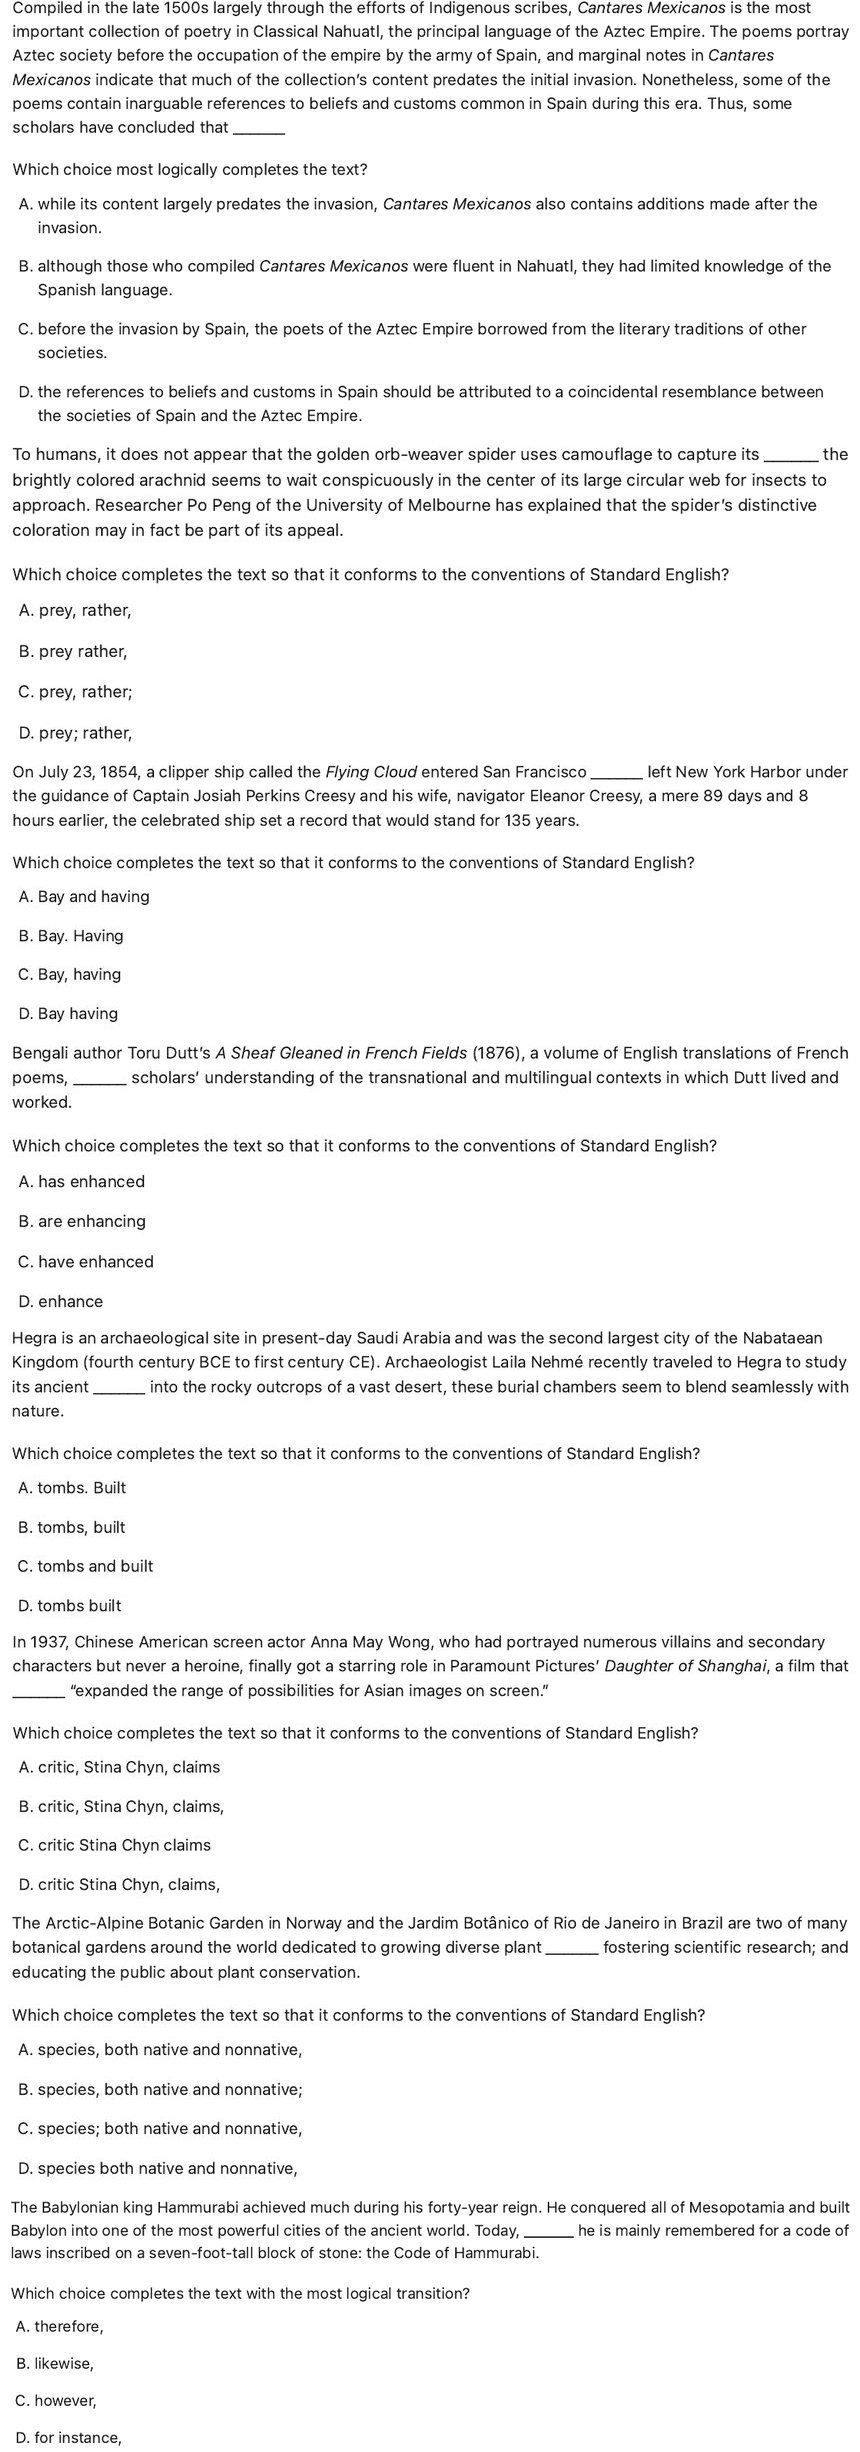 Compiled in the late 1500s largely through the efforts of Indigenous scribes, Cantares Mexicanos is the most
important collection of poetry in Classical Nahuatl, the principal language of the Aztec Empire. The poems portray
Aztec society before the occupation of the empire by the army of Spain, and marginal notes in Cantares
Mexicanos indicate that much of the collection's content predates the initial invasion. Nonetheless, some of the
poems contain inarguable references to beliefs and customs common in Spain during this era. Thus, some
scholars have concluded that ______
Which choice most logically completes the text?
A. while its content largely predates the invasion, Cantares Mexicanos also contains additions made after the
invasion.
B. although those who compiled Cantares Mexicanos were fluent in Nahuatl, they had limited knowledge of the
Spanish language.
C. before the invasion by Spain, the poets of the Aztec Empire borrowed from the literary traditions of other
societies.
D. the references to beliefs and customs in Spain should be attributed to a coincidental resemblance between
the societies of Spain and the Aztec Empire.
To humans, it does not appear that the golden orb-weaver spider uses camouflage to capture its ______ the
brightly colored arachnid seems to wait conspicuously in the center of its large circular web for insects to
approach. Researcher Po Peng of the University of Melbourne has explained that the spider's distinctive
coloration may in fact be part of its appeal.
Which choice completes the text so that it conforms to the conventions of Standard English?
A. prey, rather,
B. prey rather,
C. prey, rather;
D. prey; rather,
On July 23, 1854, a clipper ship called the Flying Cloud entered San Francisco ______ left New York Harbor under
the guidance of Captain Josiah Perkins Creesy and his wife, navigator Eleanor Creesy, a mere 89 days and 8
hours earlier, the celebrated ship set a record that would stand for 135 years.
Which choice completes the text so that it conforms to the conventions of Standard English?
A. Bay and having
B. Bay. Having
C. Bay, having
D. Bay having
Bengali author Toru Dutt's A Sheaf Gleaned in French Fields (1876), a volume of English translations of French
poems, ______ scholars' understanding of the transnational and multilingual contexts in which Dutt lived and
worked.
Which choice completes the text so that it conforms to the conventions of Standard English?
A. has enhanced
B. are enhancing
C. have enhanced
D. enhance
Hegra is an archaeological site in present-day Saudi Arabia and was the second largest city of the Nabataean
Kingdom (fourth century BCE to first century CE). Archaeologist Laila Nehmé recently traveled to Hegra to study
its ancient ______ into the rocky outcrops of a vast desert, these burial chambers seem to blend seamlessly with
nature.
Which choice completes the text so that it conforms to the conventions of Standard English?
A. tombs. Built
B. tombs, built
C. tombs and built
D. tombs built
In 1937, Chinese American screen actor Anna May Wong, who had portrayed numerous villains and secondary
characters but never a heroine, finally got a starring role in Paramount Pictures' Daughter of Shanghai, a film that
______ "expanded the range of possibilities for Asian images on screen."
Which choice completes the text so that it conforms to the conventions of Standard English?
A. critic, Stina Chyn, claims
B. critic, Stina Chyn, claims,
C. critic Stina Chyn claims
D. critic Stina Chyn, claims,
The Arctic-Alpine Botanic Garden in Norway and the Jardim Botânico of Rio de Janeiro in Brazil are two of many
botanical gardens around the world dedicated to growing diverse plant ______ fostering scientific research; and
educating the public about plant conservation.
Which choice completes the text so that it conforms to the conventions of Standard English?
A. species, both native and nonnative,
B. species, both native and nonnative;
C. species; both native and nonnative,
D. species both native and nonnative,
The Babylonian king Hammurabi achieved much during his forty-year reign. He conquered all of Mesopotamia and built
Babylon into one of the most powerful cities of the ancient world. Today, ______ he is mainly remembered for a code of
laws inscribed on a seven-foot-tall block of stone: the Code of Hammurabi.
Which choice completes the text with the most logical transition?
A. therefore,
B. likewise,
C. however,
D. for instance,